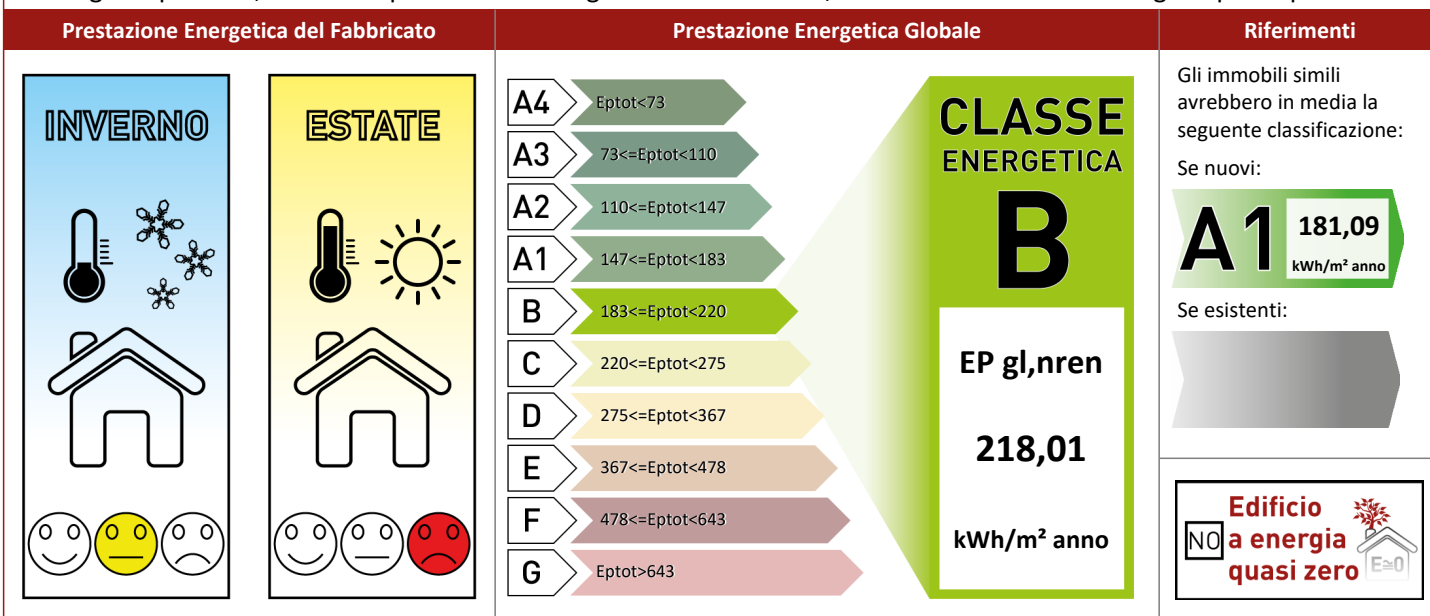 Prestazione Energetica del Fabbricato
Prestazione Energetica Globale
Riferimenti
INVERNO
ESTATE
A4 Eptot<73
A3 73<=Eptot<110
A2 110<=Eptot<147
A1 147<=Eptot<183
B 183<=Eptot<220
C 220<=Eptot<275
D 275<=Eptot<367
E 367<=Eptot<478
F 478<=Eptot<643
G Eptot>643
CLASSE
ENERGETICA
B
EP gl,nren
218,01
kWh/m² anno
Gli immobili simili
avrebbero in media la
seguente classificazione:
Se nuovi:
A1
181,09
kWh/m² anno
Se esistenti:
NO
Edificio
a energia
quasi zero
E≅0